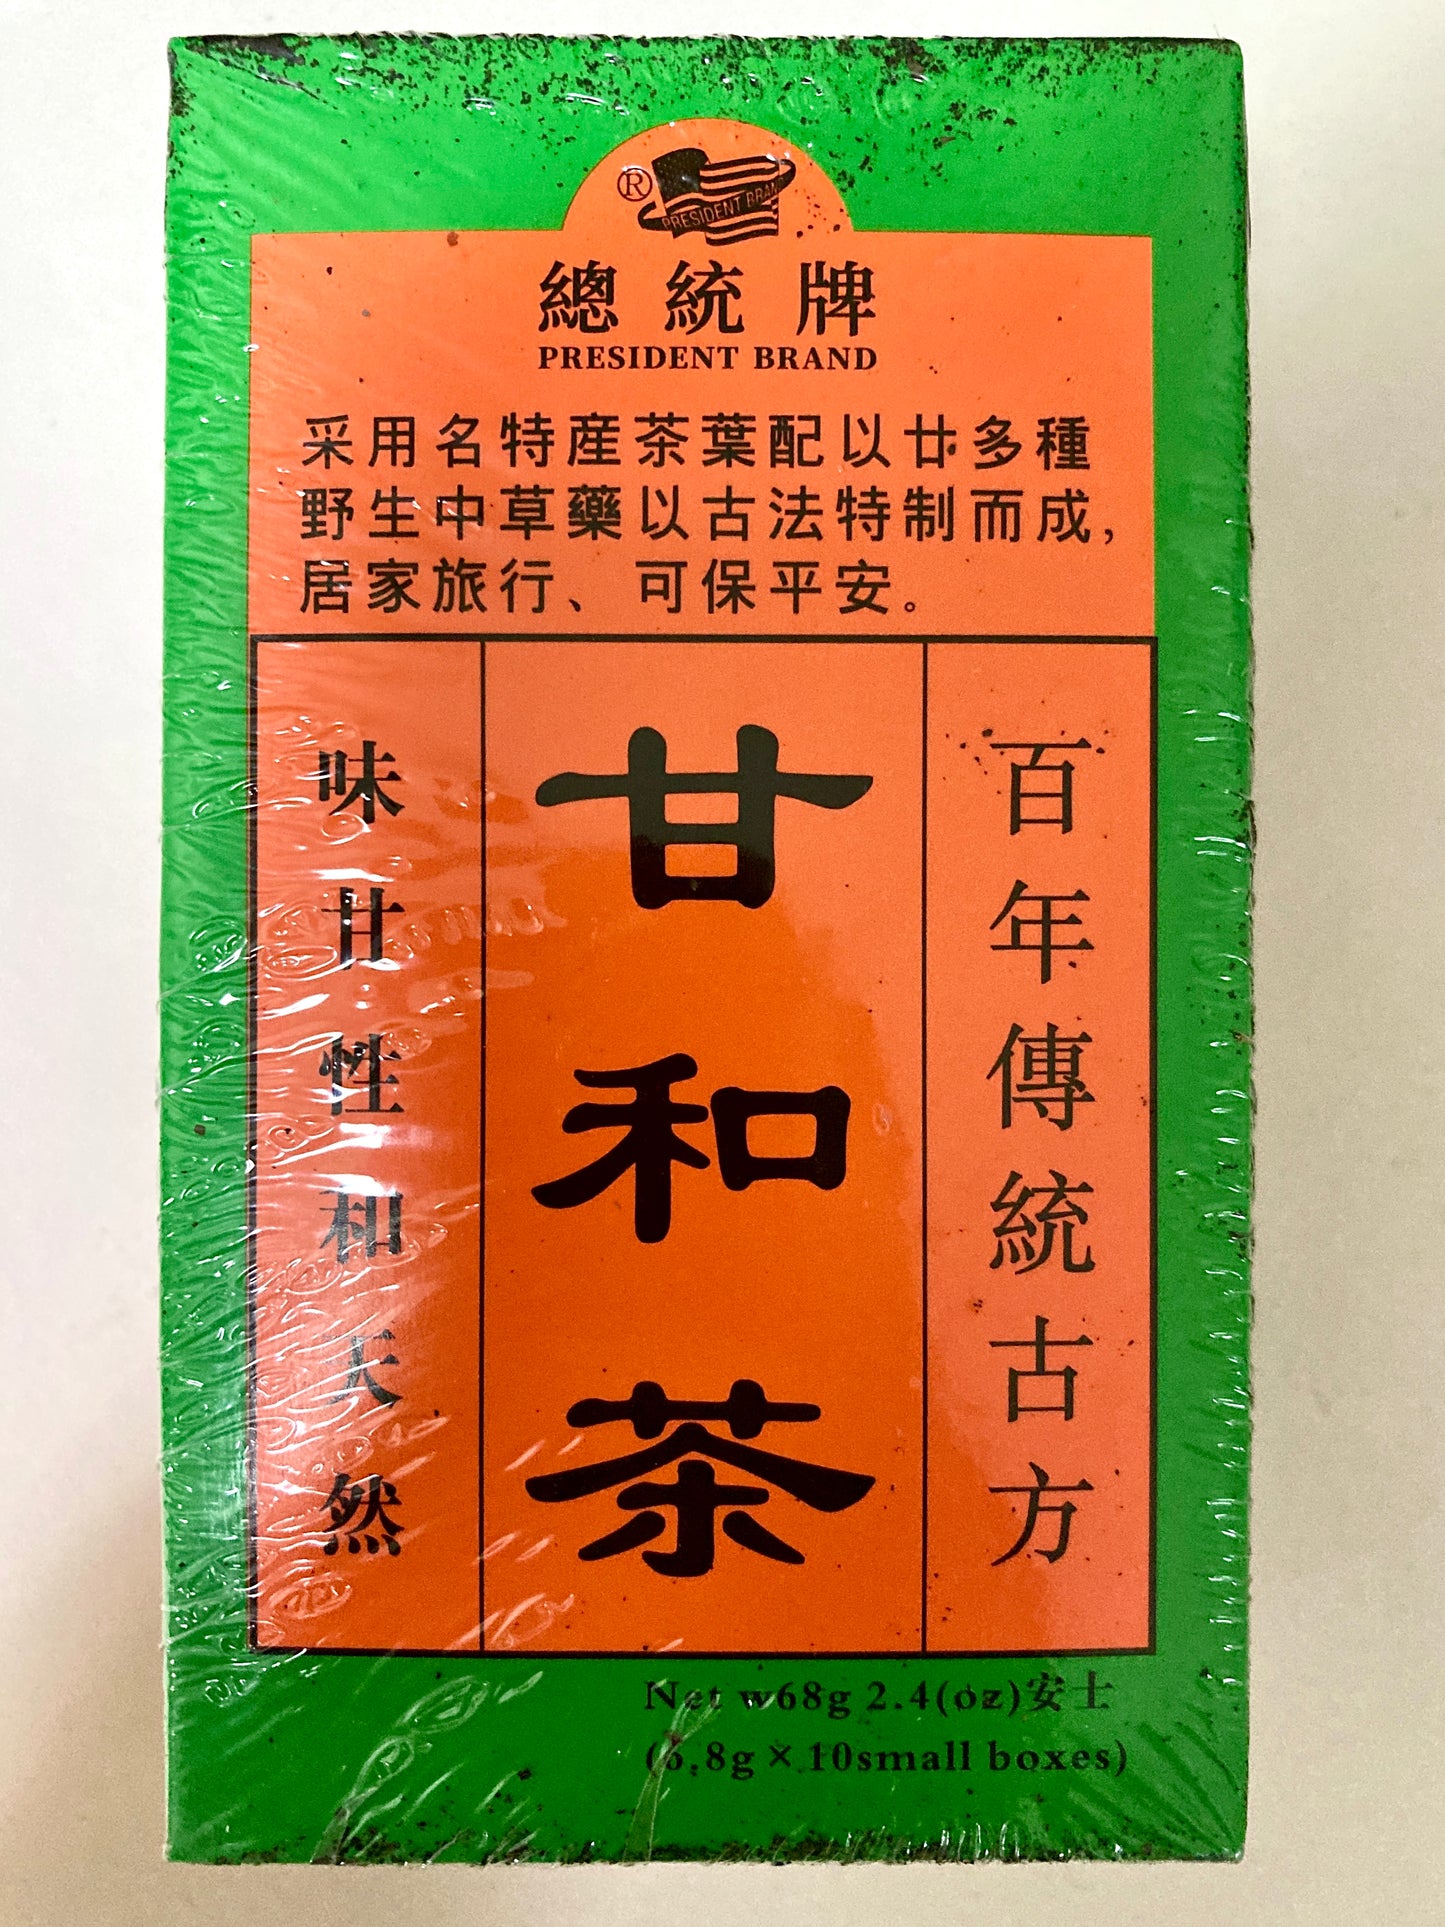 ®
PRESIDENT BRAND
總統牌
PRESIDENT BRAND
采用名特産茶葉配以廿多種
野生中草藥以古法特制而成,
居家旅行、可保平安。
百年傳統古方
甘和茶
味甘性和天然
Net w68g 2.4(oz)安士
(6.8g×10small boxes)